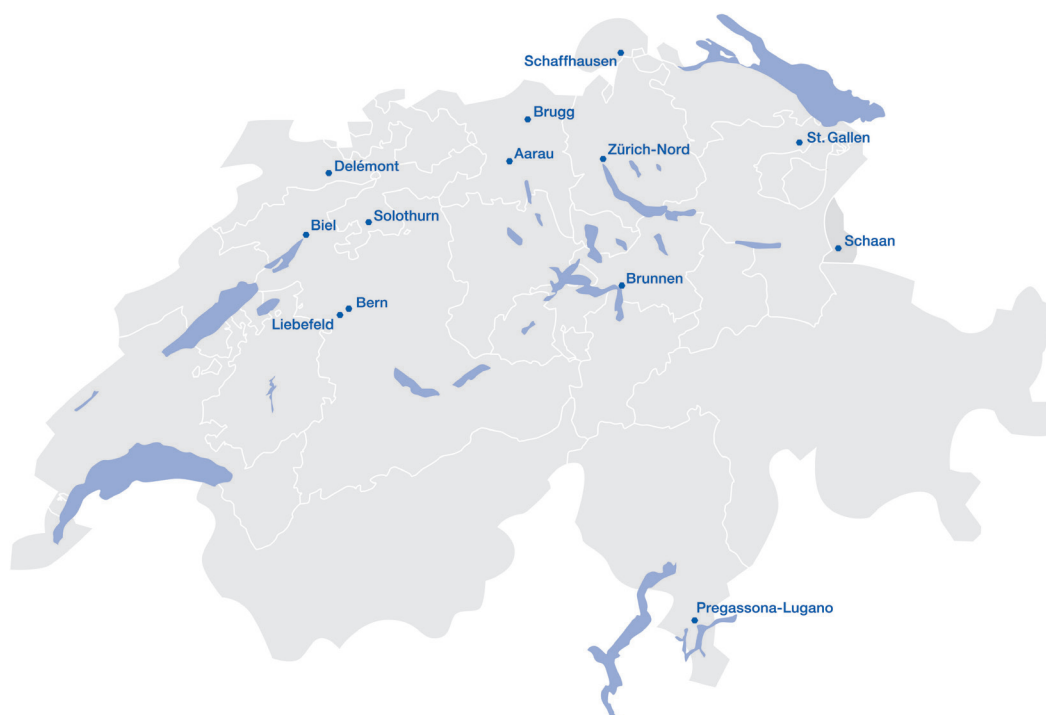 Schaffhausen
Brugg
St. Gallen
Aarau
Zürich-Nord
Delémont
Solothurn
Biel
Schaan
Brunnen
Bern
Liebefeld
Pregassona-Lugano